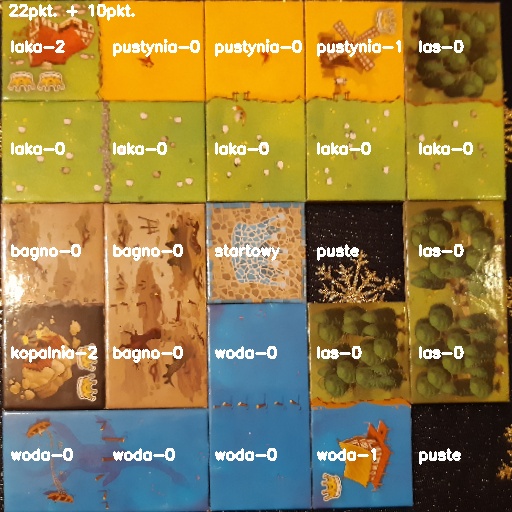 22pkt. + 10pkt.
laka-2 pustynia-0 pustynia-0 pustynia-1 las-0
laka-0 laka-0 laka-0 laka-0 laka-0
bagno-0 bagno-0 startowy puste las-0
kopalnia-2 bagno-0 woda-0 las-0 las-0
woda-0 woda-0 woda-0 woda-1 puste